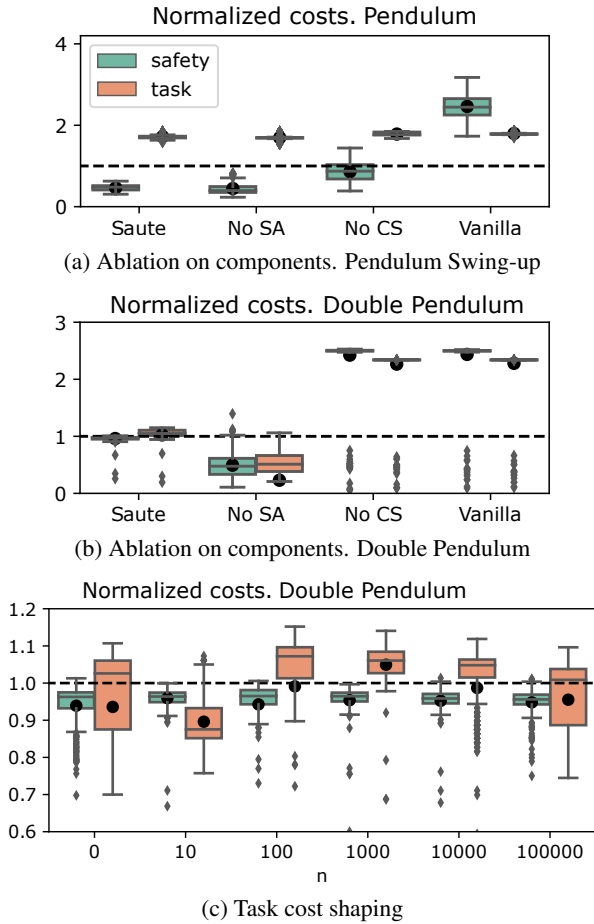 Normalized costs. Pendulum
4
2
0
safety
task
Saute No SA No CS Vanilla
(a) Ablation on components. Pendulum Swing-up
Normalized costs. Double Pendulum
3
2
1
0
Saute No SA No CS Vanilla
(b) Ablation on components. Double Pendulum
Normalized costs. Double Pendulum
1.2
1.1
1.0
0.9
0.8
0.7
0.6
0 10 100 1000 10000 100000
n
(c) Task cost shaping